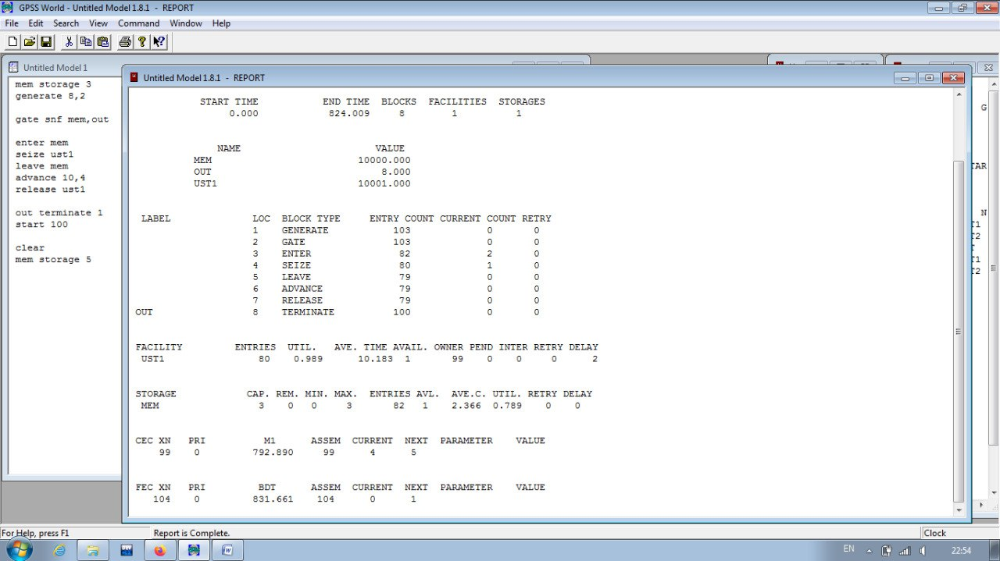 GPSS World - Untitled Model 1.8.1 - REPORT
File Edit Search View Command Window Help
Untitled Model 1
mem storage 3
generate 8,2
gate snf mem,out
enter mem
seize ust1
leave mem
advance 10,4
release ust1
out terminate 1
start 100
clear
mem storage 5
Untitled Model 1.8.1 - REPORT
START TIME END TIME BLOCKS FACILITIES STORAGES
0.000 824.009 8 1 1
NAME VALUE
MEM 10000.000
OUT 8.000
UST1 10001.000
LABEL LOC BLOCK TYPE ENTRY COUNT CURRENT COUNT RETRY
1 GENERATE 103 0 0
2 GATE 103 0 0
3 ENTER 82 2 0
4 SEIZE 80 1 0
5 LEAVE 79 0 0
6 ADVANCE 79 0 0
7 RELEASE 79 0 0
OUT 8 TERMINATE 100 0 0
FACILITY ENTRIES UTIL. AVE. TIME AVAIL. OWNER PEND INTER RETRY DELAY
UST1 80 0.989 10.183 1 99 0 0 0 2
STORAGE CAP. REM. MIN. MAX. ENTRIES AVL. AVE.C. UTIL. RETRY DELAY
MEM 3 0 0 3 82 1 2.366 0.789 0 0
CEC XN PRI M1 ASSEM CURRENT NEXT PARAMETER VALUE
99 0 792.890 99 4 5
FEC XN PRI BDT ASSEM CURRENT NEXT PARAMETER VALUE
104 0 831.661 104 0 1
G
TAR
N
T1
T2
T
T1
T2
For Help, press F1 Report is Complete. Clock
EN 22:54